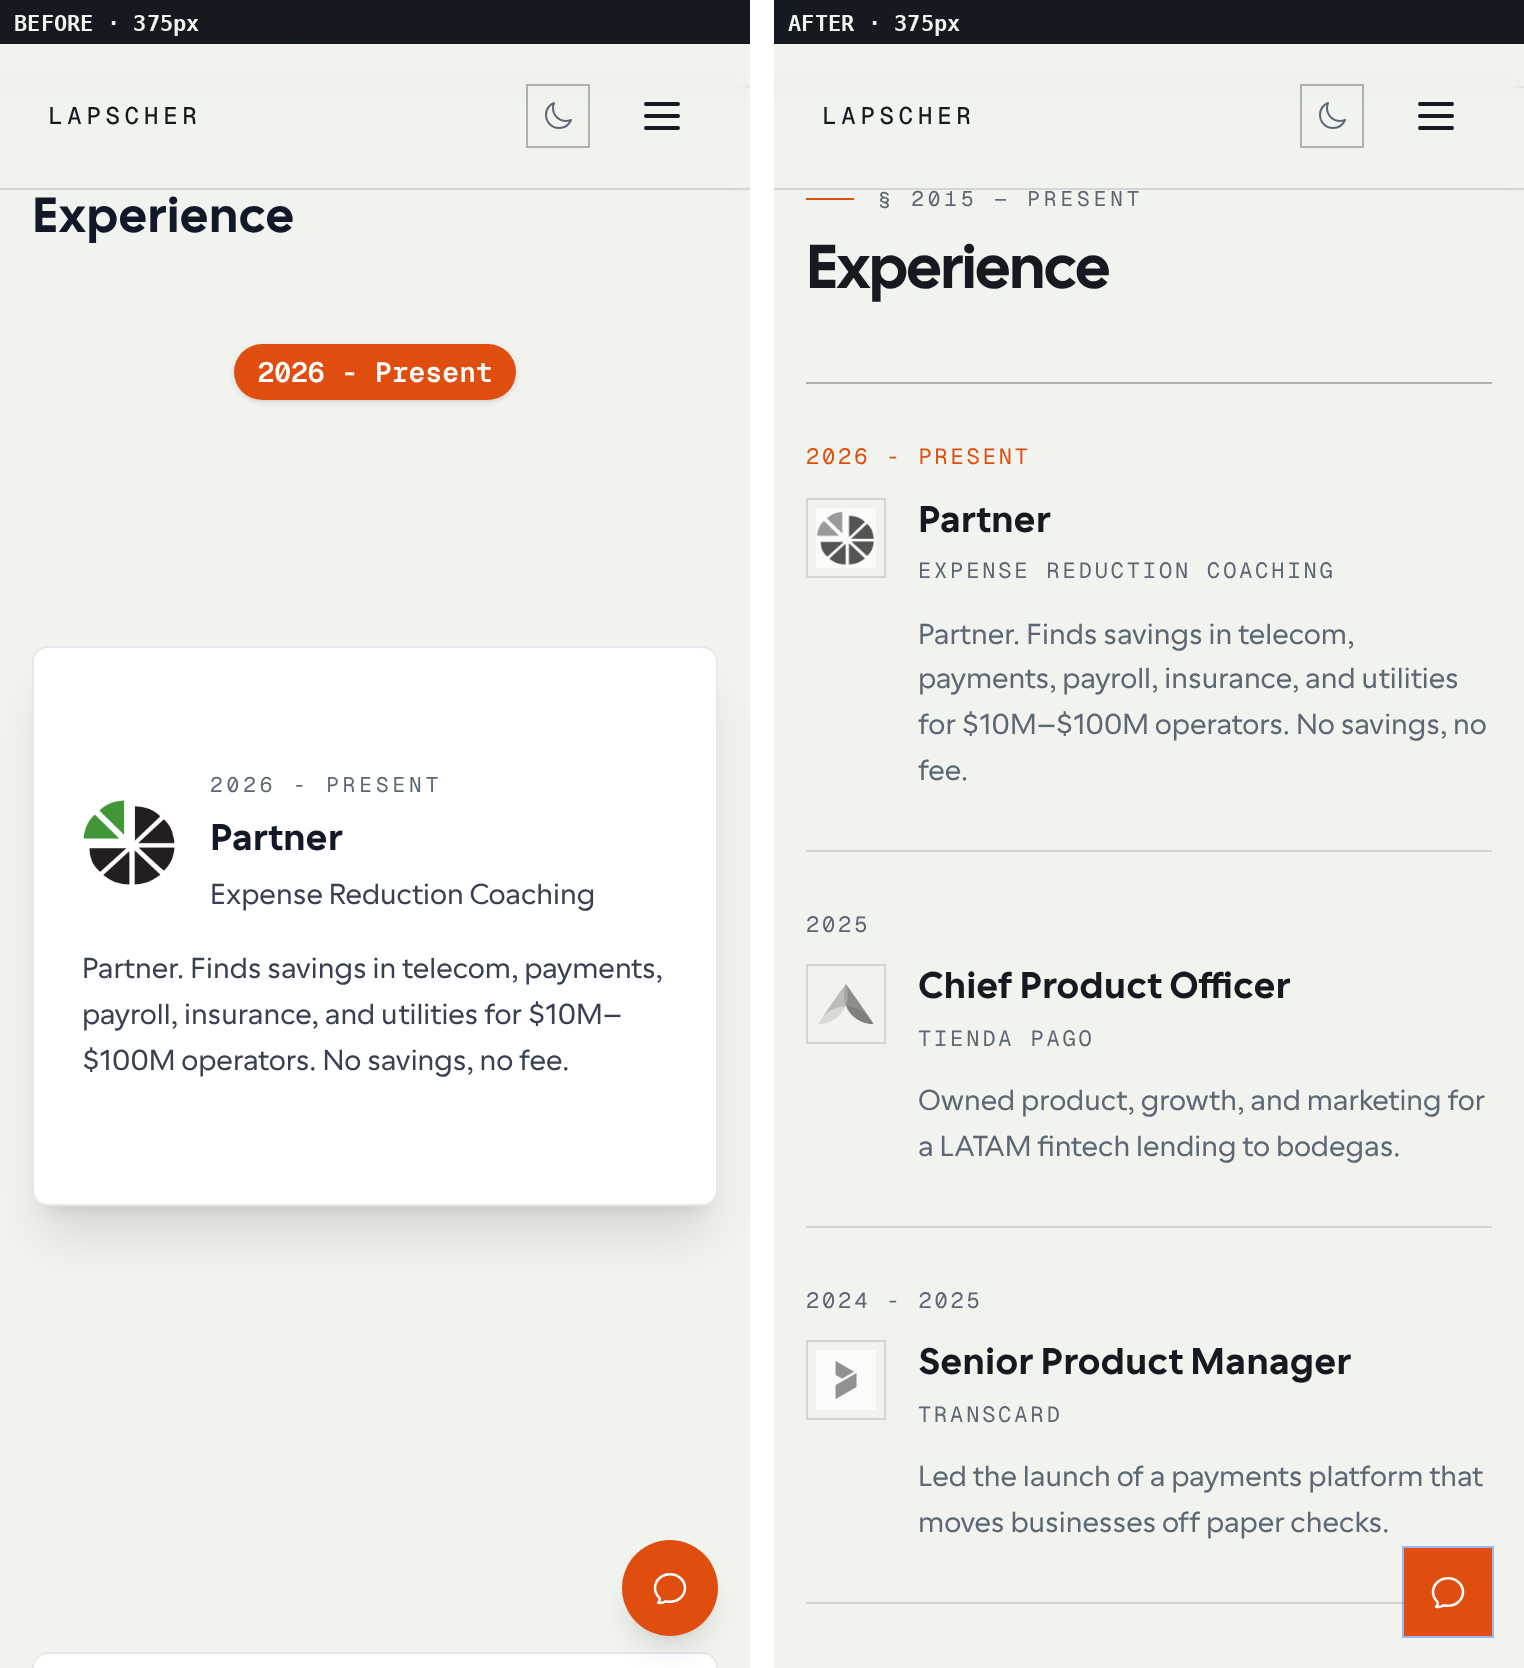 BEFORE · 375px
LAPSCHER
Experience
2026 - Present
2026 - PRESENT
Partner
Expense Reduction Coaching
Partner. Finds savings in telecom, payments,
payroll, insurance, and utilities for $10M–
$100M operators. No savings, no fee.
AFTER · 375px
LAPSCHER
§ 2015 — PRESENT
Experience
2026 - PRESENT
Partner
EXPENSE REDUCTION COACHING
Partner. Finds savings in telecom,
payments, payroll, insurance, and utilities
for $10M–$100M operators. No savings, no
fee.
2025
Chief Product Officer
TIENDA PAGO
Owned product, growth, and marketing for
a LATAM fintech lending to bodegas.
2024 - 2025
Senior Product Manager
TRANSCARD
Led the launch of a payments platform that
moves businesses off paper checks.